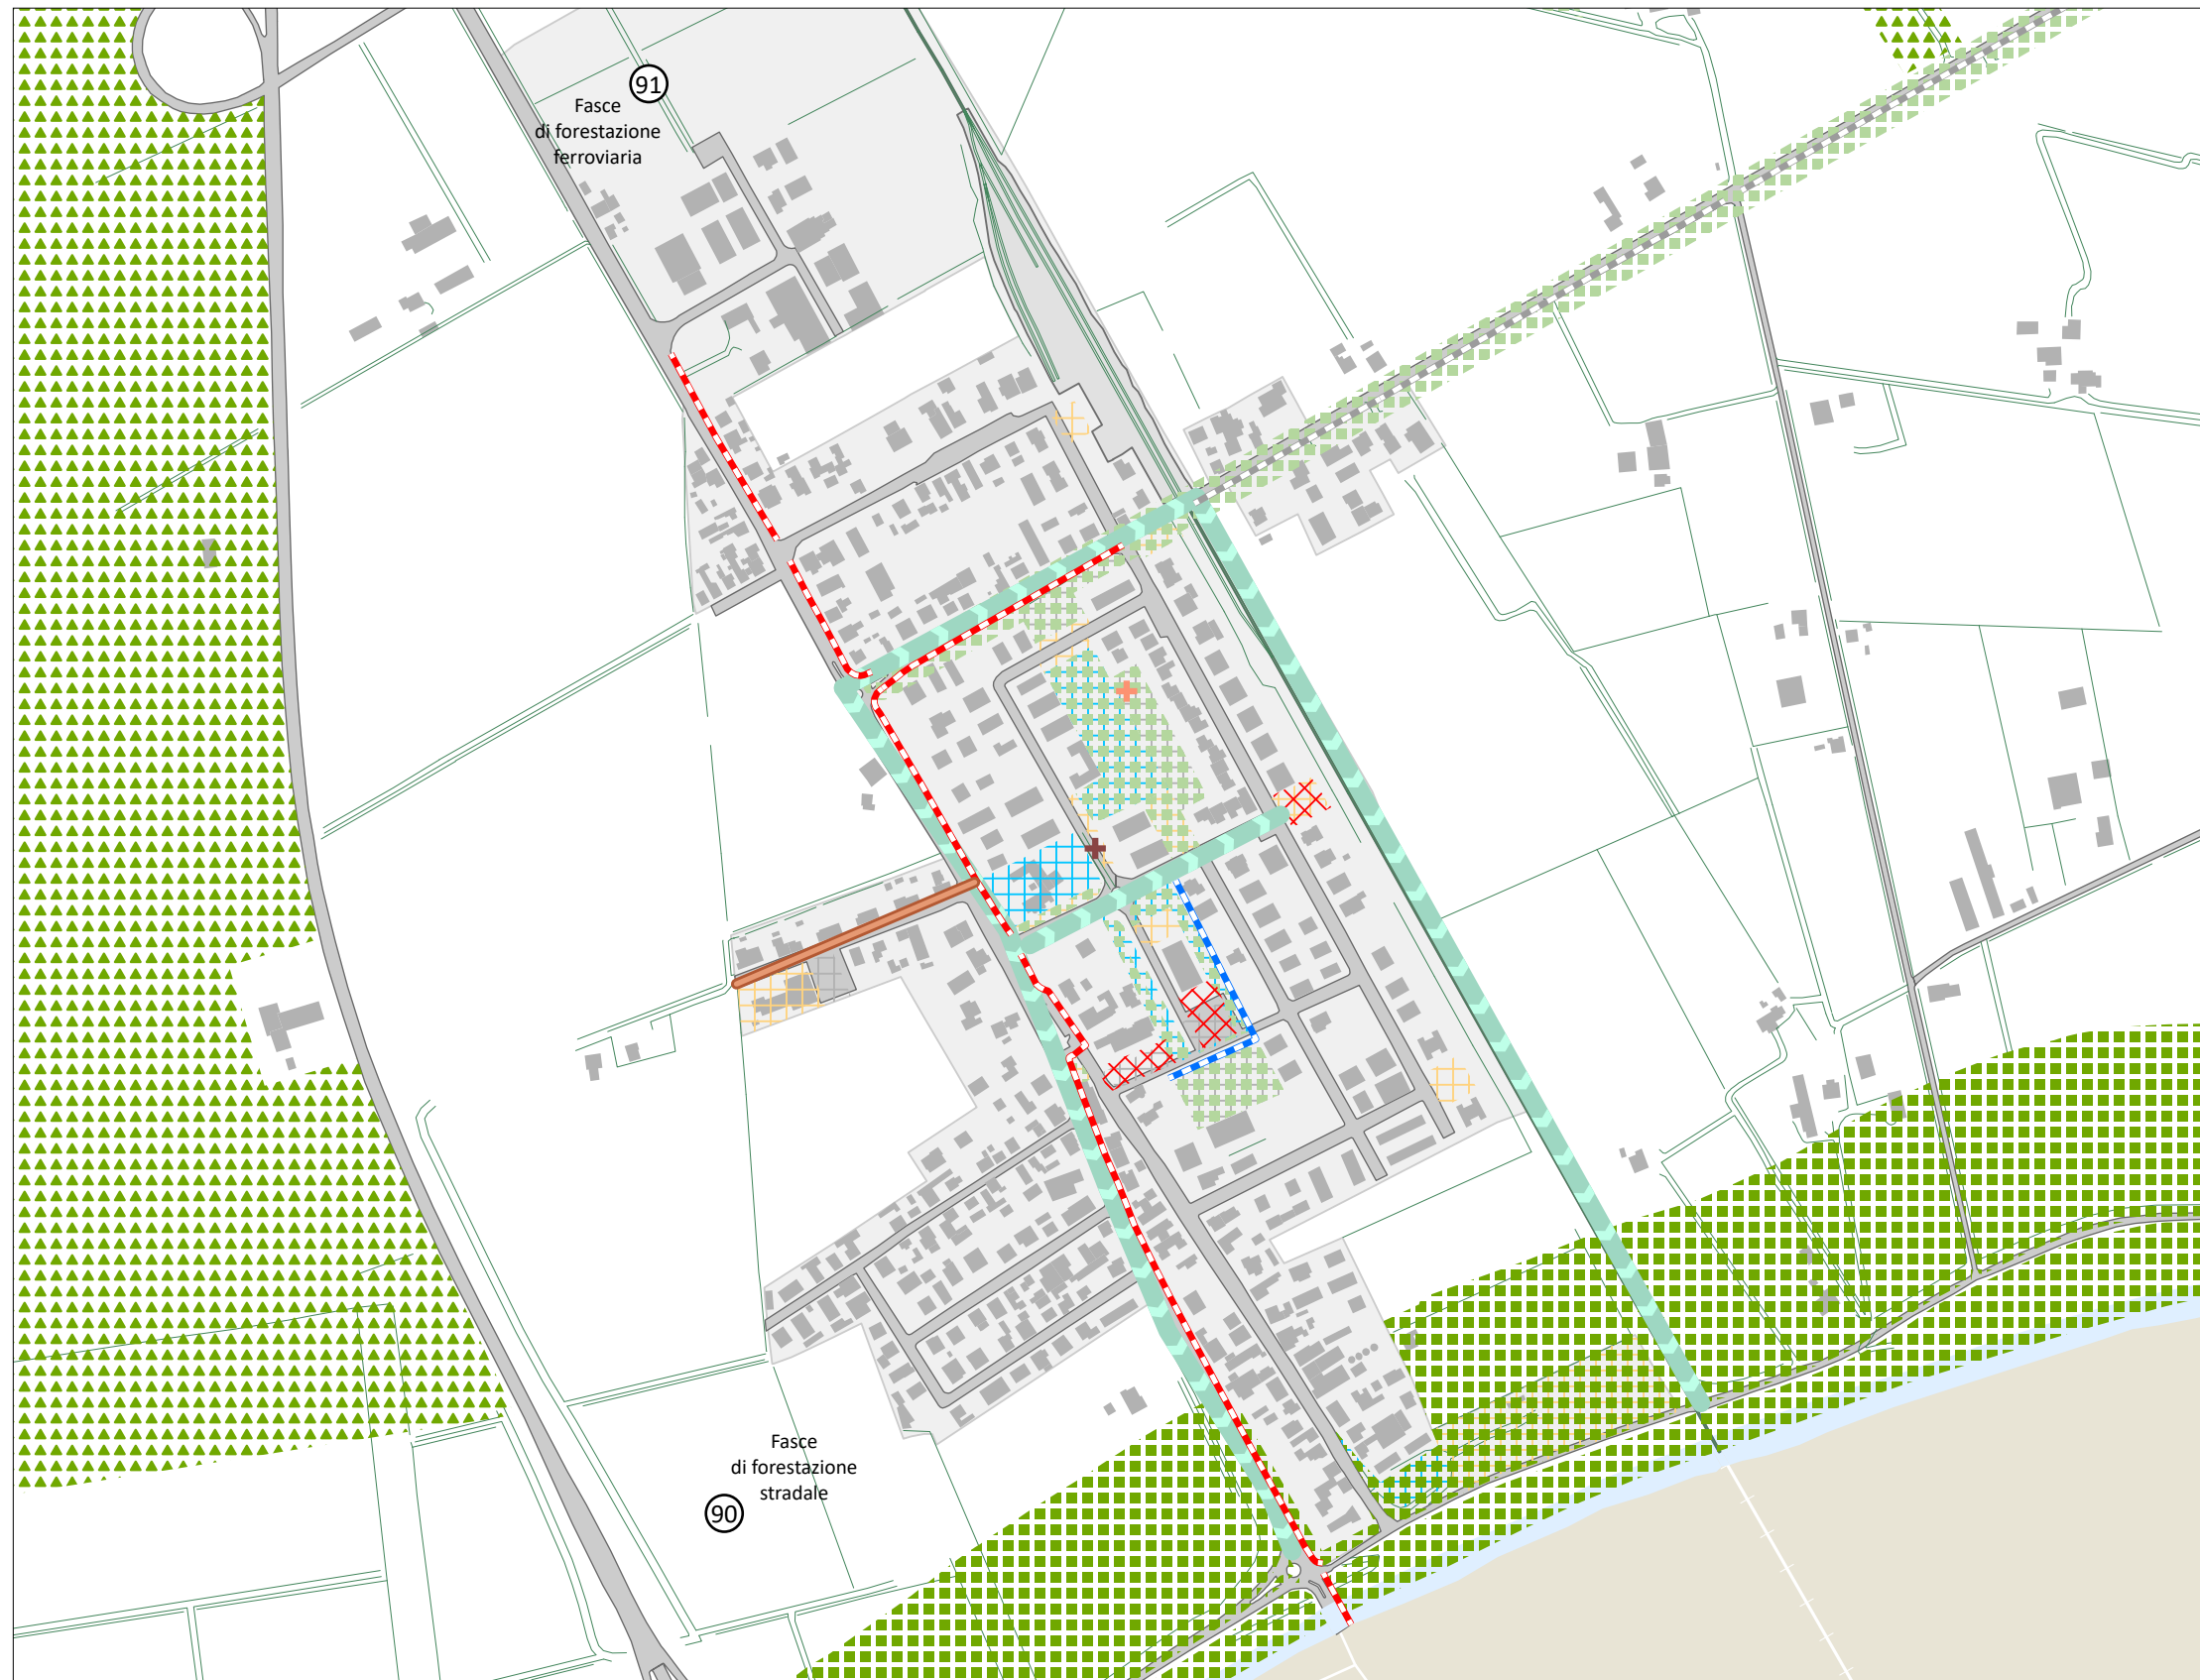 91
Fasce
di forestazione
ferroviaria
Fasce
di forestazione
stradale
90